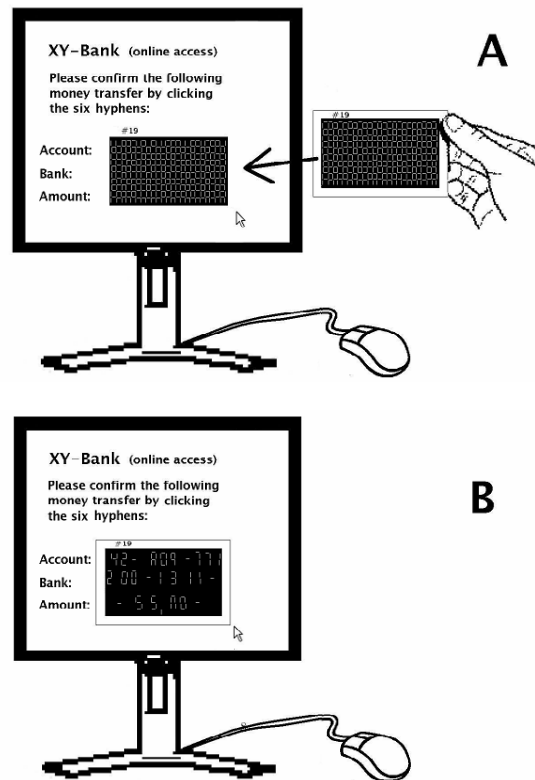 XY-Bank (online access)
Please confirm the following
money transfer by clicking
the six hyphens:
#19
Account:
Bank:
Amount:
#19
A
XY-Bank (online access)
Please confirm the following
money transfer by clicking
the six hyphens:
#19
Account:
Bank:
Amount:
B